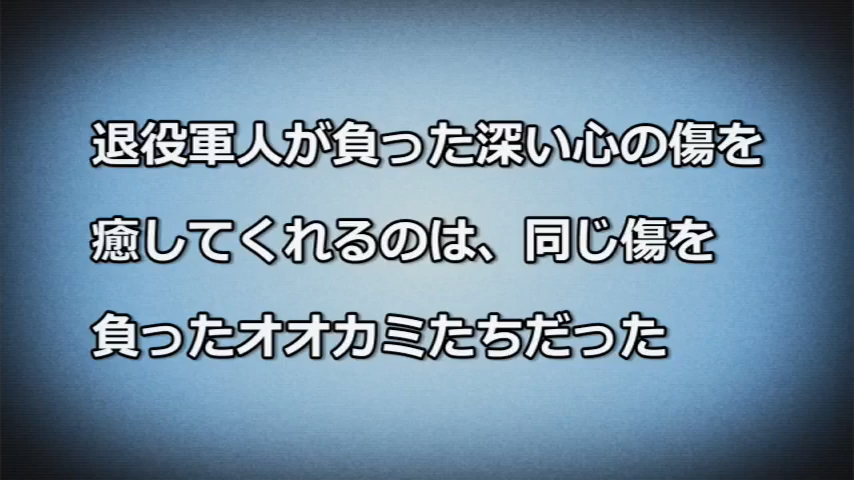 退役軍人が負った深い心の傷を
癒してくれるのは、同じ傷を
負ったオオカミたちだった